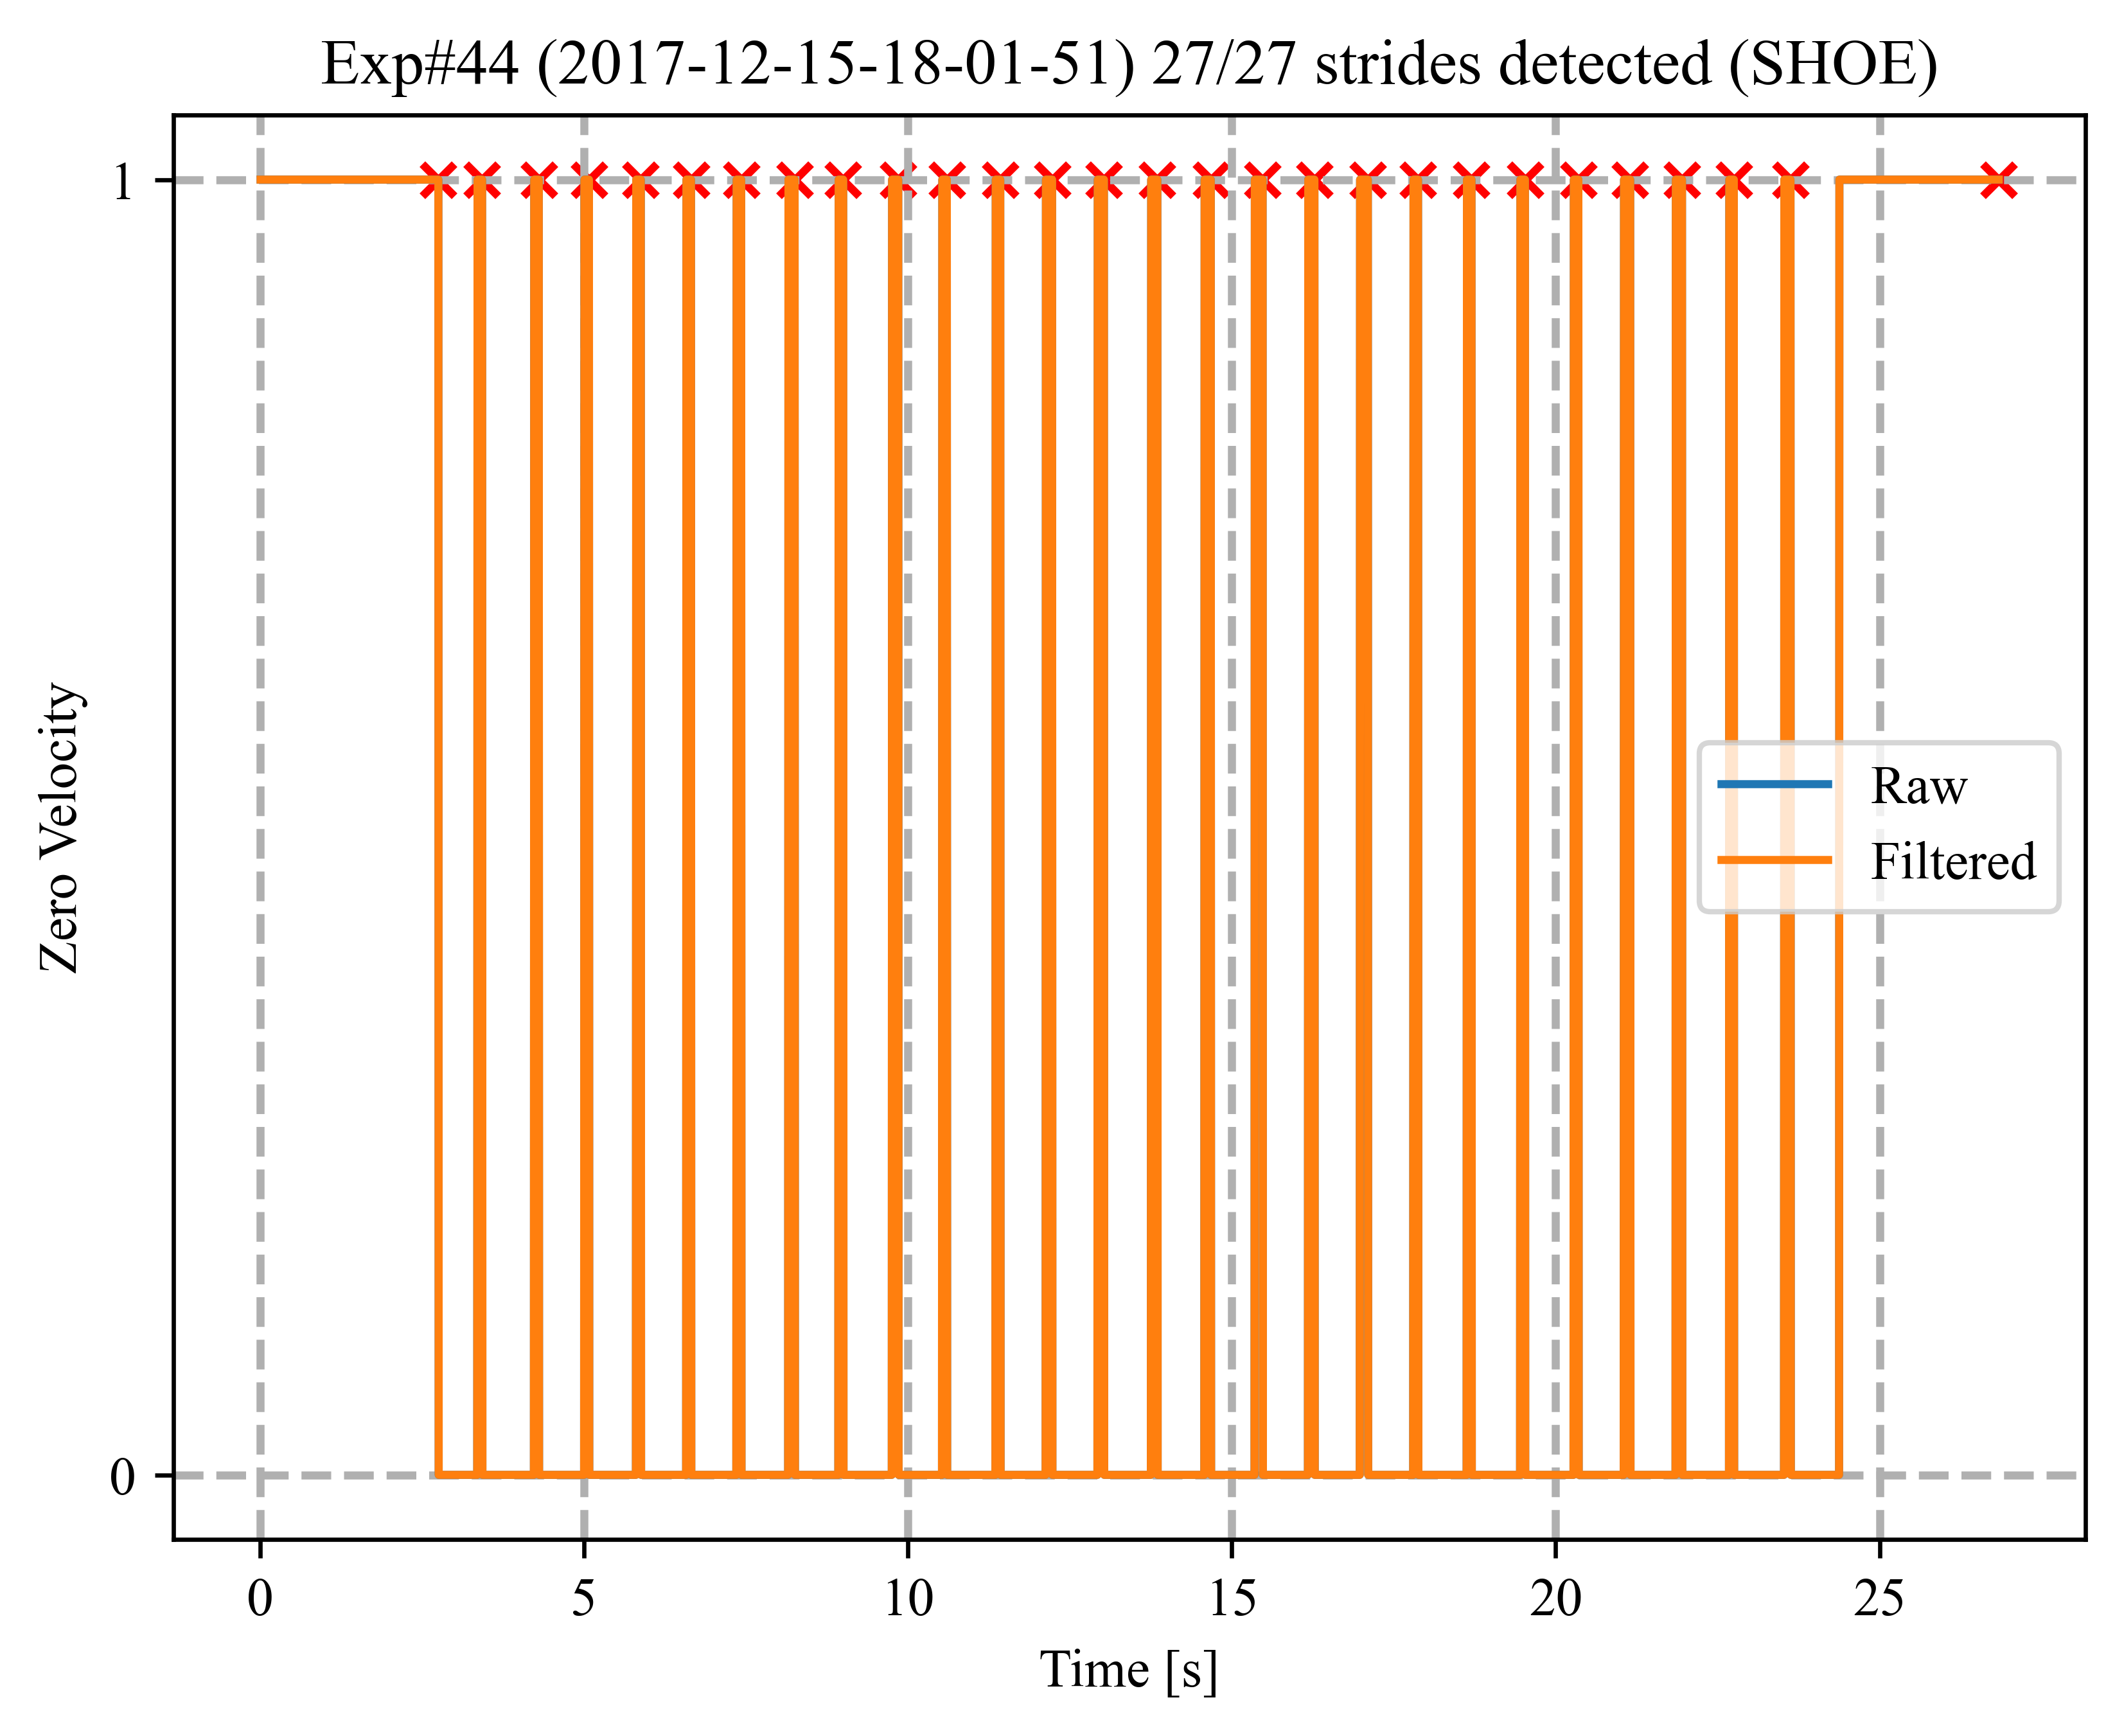 Exp#44 (2017-12-15-18-01-51) 27/27 strides detected (SHOE)
1
Zero Velocity
Raw
Filtered
0
0 5 10 15 20 25
Time [s]